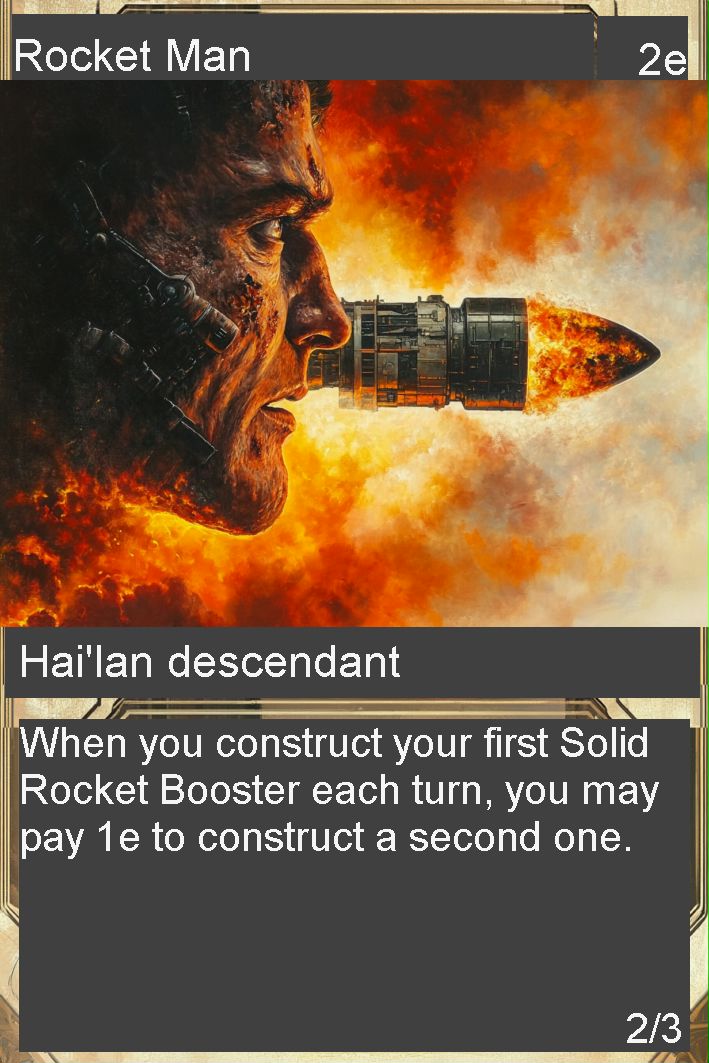 Rocket Man
2e
Hai'lan descendant
When you construct your first Solid
Rocket Booster each turn, you may
pay 1e to construct a second one.
2/3